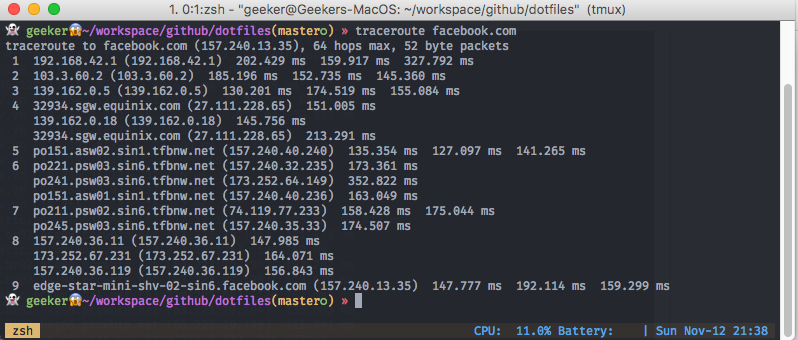 1. 0:1:zsh - "geeker@Geekers-MacOS: ~/workspace/github/dotfiles" (tmux)
👻 geeker😱~/workspace/github/dotfiles(master○) » traceroute facebook.com
traceroute to facebook.com (157.240.13.35), 64 hops max, 52 byte packets
1 192.168.42.1 (192.168.42.1) 202.429 ms 159.917 ms 327.792 ms
2 103.3.60.2 (103.3.60.2) 185.196 ms 152.735 ms 145.360 ms
3 139.162.0.5 (139.162.0.5) 130.201 ms 174.519 ms 155.084 ms
4 32934.sgw.equinix.com (27.111.228.65) 151.005 ms
139.162.0.18 (139.162.0.18) 145.756 ms
32934.sgw.equinix.com (27.111.228.65) 213.291 ms
5 po151.asw02.sin1.tfbnw.net (157.240.40.240) 135.354 ms 127.097 ms 141.265 ms
6 po221.psw03.sin6.tfbnw.net (157.240.32.235) 173.361 ms
po241.psw03.sin6.tfbnw.net (173.252.64.149) 352.822 ms
po151.asw01.sin1.tfbnw.net (157.240.40.236) 163.049 ms
7 po211.psw02.sin6.tfbnw.net (74.119.77.233) 158.428 ms 175.044 ms
po245.psw03.sin6.tfbnw.net (157.240.35.33) 174.507 ms
8 157.240.36.11 (157.240.36.11) 147.985 ms
173.252.67.231 (173.252.67.231) 164.071 ms
157.240.36.119 (157.240.36.119) 156.843 ms
9 edge-star-mini-shv-02-sin6.facebook.com (157.240.13.35) 147.777 ms 192.114 ms 159.299 ms
👻 geeker😱~/workspace/github/dotfiles(master○) »
zsh CPU: 11.0% Battery: | Sun Nov-12 21:38